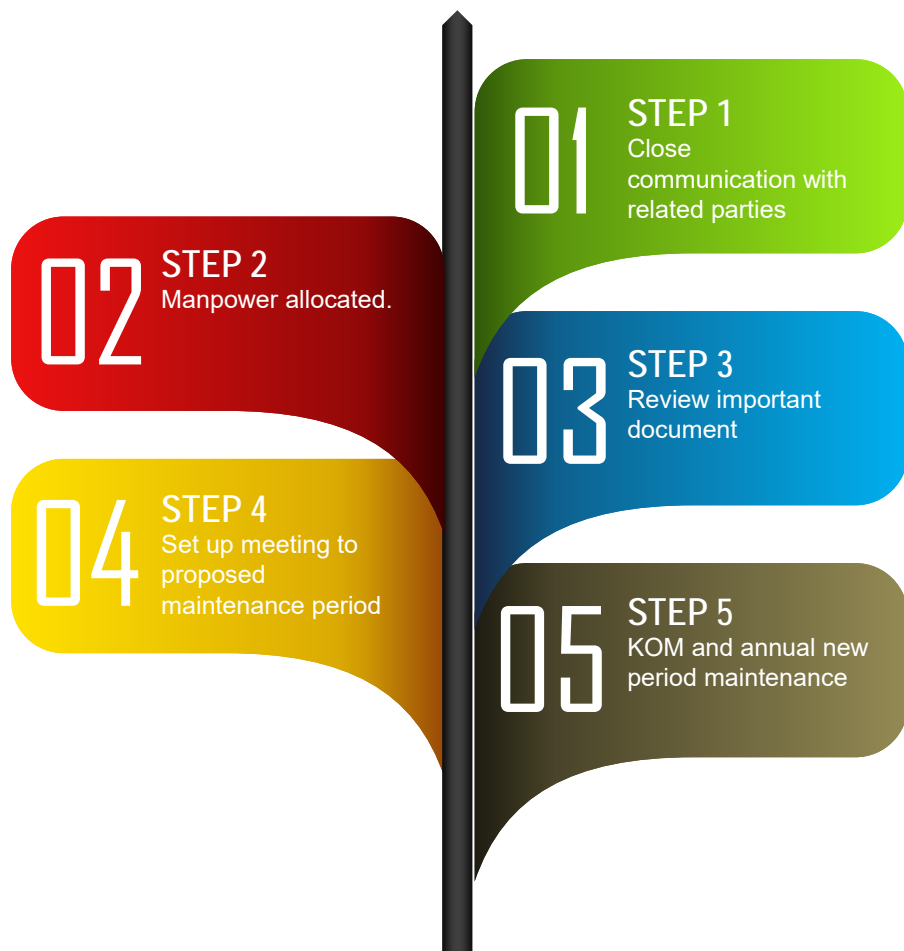 01
STEP 1
Close
communication with
related parties
02
STEP 2
Manpower allocated.
03
STEP 3
Review important
document
04
STEP 4
Set up meeting to
proposed
maintenance period
05
STEP 5
KOM and annual new
period maintenance